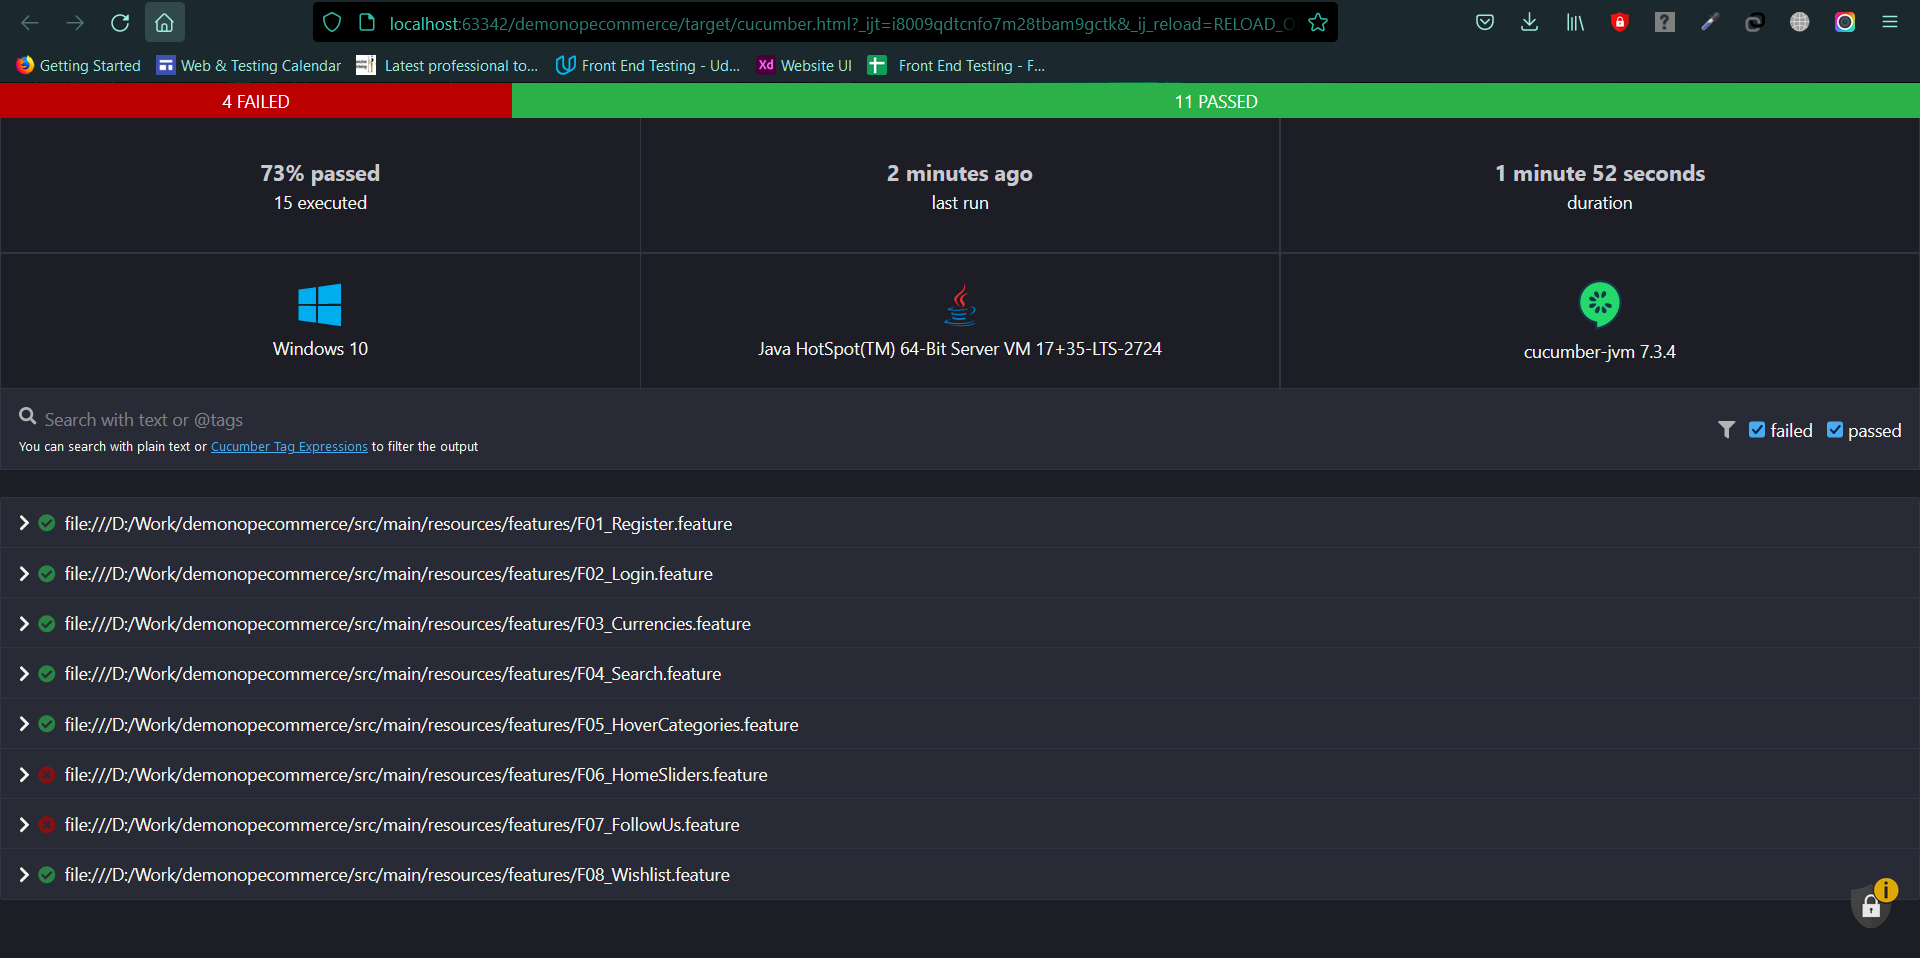 localhost:63342/demonopecommerce/target/cucumber.html?_ijt=i8009qdtcnfo7m28tbam9gctk&_ij_reload=RELOAD_O
Getting Started Web & Testing Calendar Latest professional to... Front End Testing - Ud... Xd Website UI Front End Testing - F...
4 FAILED 11 PASSED
73% passed 2 minutes ago 1 minute 52 seconds
15 executed last run duration
Windows 10 Java HotSpot(TM) 64-Bit Server VM 17+35-LTS-2724 cucumber-jvm 7.3.4
Search with text or @tags
You can search with plain text or Cucumber Tag Expressions to filter the output
failed passed
file:///D:/Work/demonopecommerce/src/main/resources/features/F01_Register.feature
file:///D:/Work/demonopecommerce/src/main/resources/features/F02_Login.feature
file:///D:/Work/demonopecommerce/src/main/resources/features/F03_Currencies.feature
file:///D:/Work/demonopecommerce/src/main/resources/features/F04_Search.feature
file:///D:/Work/demonopecommerce/src/main/resources/features/F05_HoverCategories.feature
file:///D:/Work/demonopecommerce/src/main/resources/features/F06_HomeSliders.feature
file:///D:/Work/demonopecommerce/src/main/resources/features/F07_FollowUs.feature
file:///D:/Work/demonopecommerce/src/main/resources/features/F08_Wishlist.feature